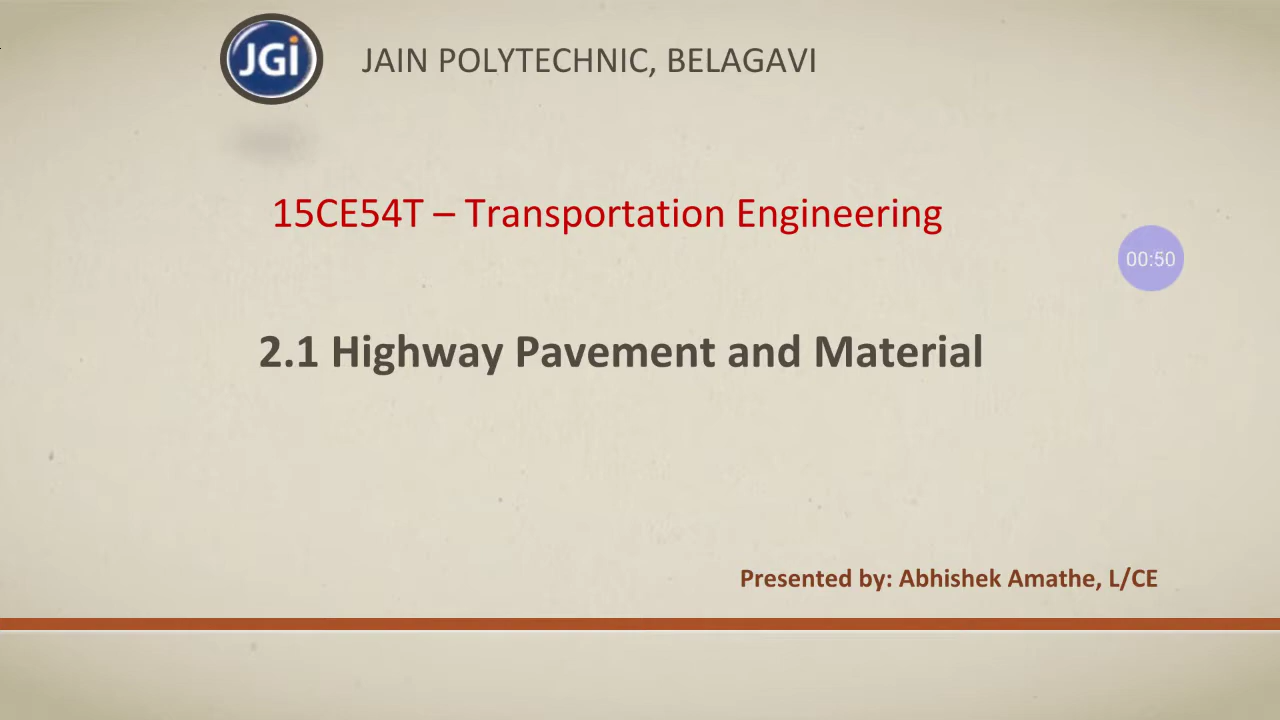 JGi
JAIN POLYTECHNIC, BELAGAVI
15CE54T – Transportation Engineering
00:50
2.1 Highway Pavement and Material
Presented by: Abhishek Amathe, L/CE